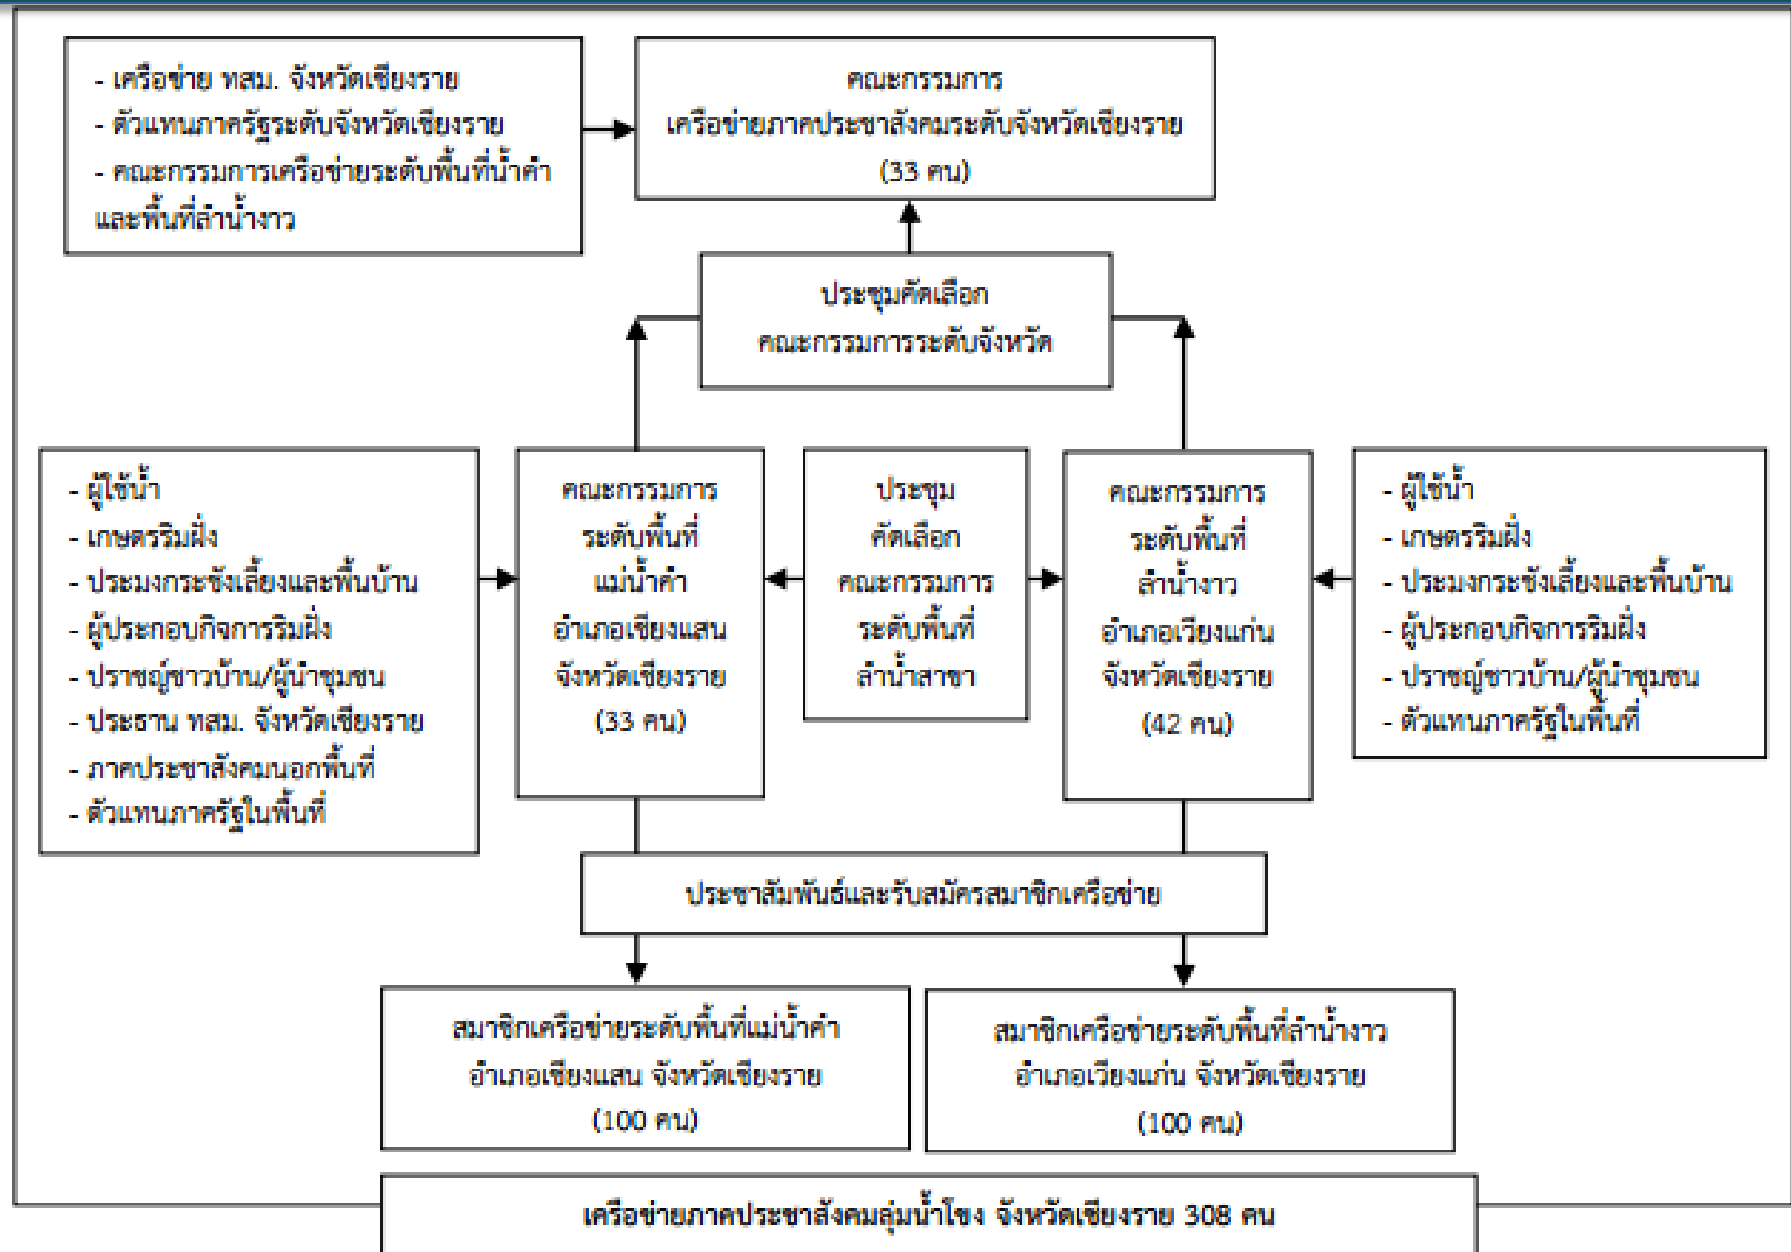 - เครือข่าย ทสม. จังหวัดเชียงราย
- ตัวแทนภาครัฐระดับจังหวัดเชียงราย
- คณะกรรมการเครือข่ายระดับพื้นที่น้ำคำ
และพื้นที่ลำน้ำงาว
คณะกรรมการ
เครือข่ายภาคประชาสังคมระดับจังหวัดเชียงราย
(33 คน)
ประชุมคัดเลือก
คณะกรรมการระดับจังหวัด
- ผู้ใช้น้ำ
- เกษตรริมฝั่ง
- ประมงกระชังเลี้ยงและพื้นบ้าน
- ผู้ประกอบกิจการริมฝั่ง
- ปราชญ์ชาวบ้าน/ผู้นำชุมชน
- ประธาน ทสม. จังหวัดเชียงราย
- ภาคประชาสังคมนอกพื้นที่
- ตัวแทนภาครัฐในพื้นที่
คณะกรรมการ
ระดับพื้นที่
แม่น้ำคำ
อำเภอเชียงแสน
จังหวัดเชียงราย
(33 คน)
ประชุม
คัดเลือก
คณะกรรมการ
ระดับพื้นที่
ลำน้ำสาขา
คณะกรรมการ
ระดับพื้นที่
ลำน้ำงาว
อำเภอเวียงแก่น
จังหวัดเชียงราย
(42 คน)
- ผู้ใช้น้ำ
- เกษตรริมฝั่ง
- ประมงกระชังเลี้ยงและพื้นบ้าน
- ผู้ประกอบกิจการริมฝั่ง
- ปราชญ์ชาวบ้าน/ผู้นำชุมชน
- ตัวแทนภาครัฐในพื้นที่
ประชาสัมพันธ์และรับสมัครสมาชิกเครือข่าย
สมาชิกเครือข่ายระดับพื้นที่แม่น้ำคำ
อำเภอเชียงแสน จังหวัดเชียงราย
(100 คน)
สมาชิกเครือข่ายระดับพื้นที่ลำน้ำงาว
อำเภอเวียงแก่น จังหวัดเชียงราย
(100 คน)
เครือข่ายภาคประชาสังคมลุ่มน้ำโขง จังหวัดเชียงราย 308 คน